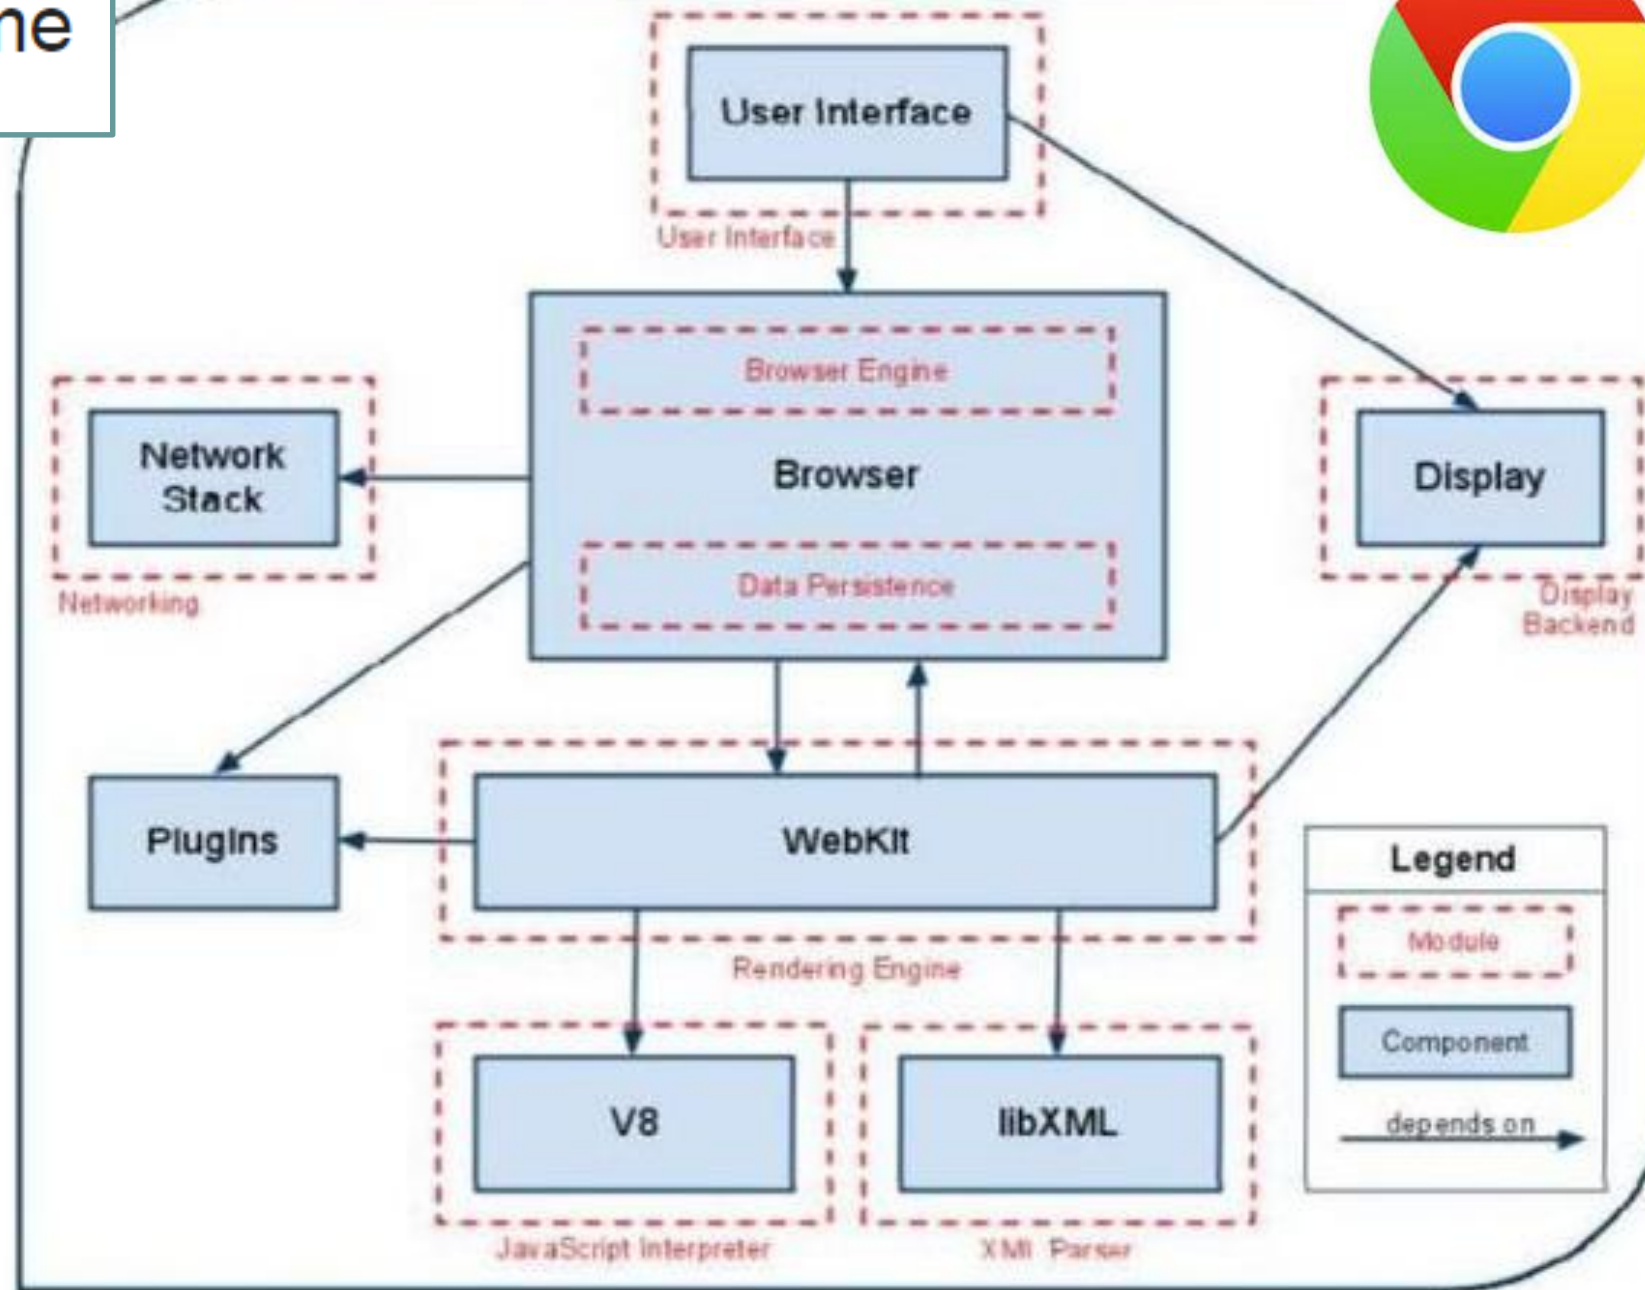 me
User Interface
User Interface
Browser Engine
Browser
Data Persistence
Network
Stack
Networking
Display
Display
Backend
PlugIns
WebKit
Rendering Engine
V8
libXML
JavaScript Interpreter
XML Parser
Legend
Module
Component
depends on